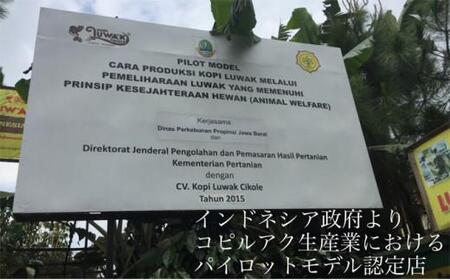 Luwak
PILOT MODEL
CARA PRODUKSI KOPI LUWAK MELALUI
PEMELIHARAAN LUWAK YANG MEMENUHI
PRINSIP KESEJAHTERAAN HEWAN (ANIMAL WELFARE)
Kerjasama
Dinas Perkebunan Propinsi Jawa Barat
dan
Direktorat Jenderal Pengolahan dan Pemasaran Hasil Pertanian
Kementerian Pertanian
dengan
CV. Kopi Luwak Cikole
Tahun 2015
インドネシア政府より
コピルアク生産業における
パイロットモデル認定店